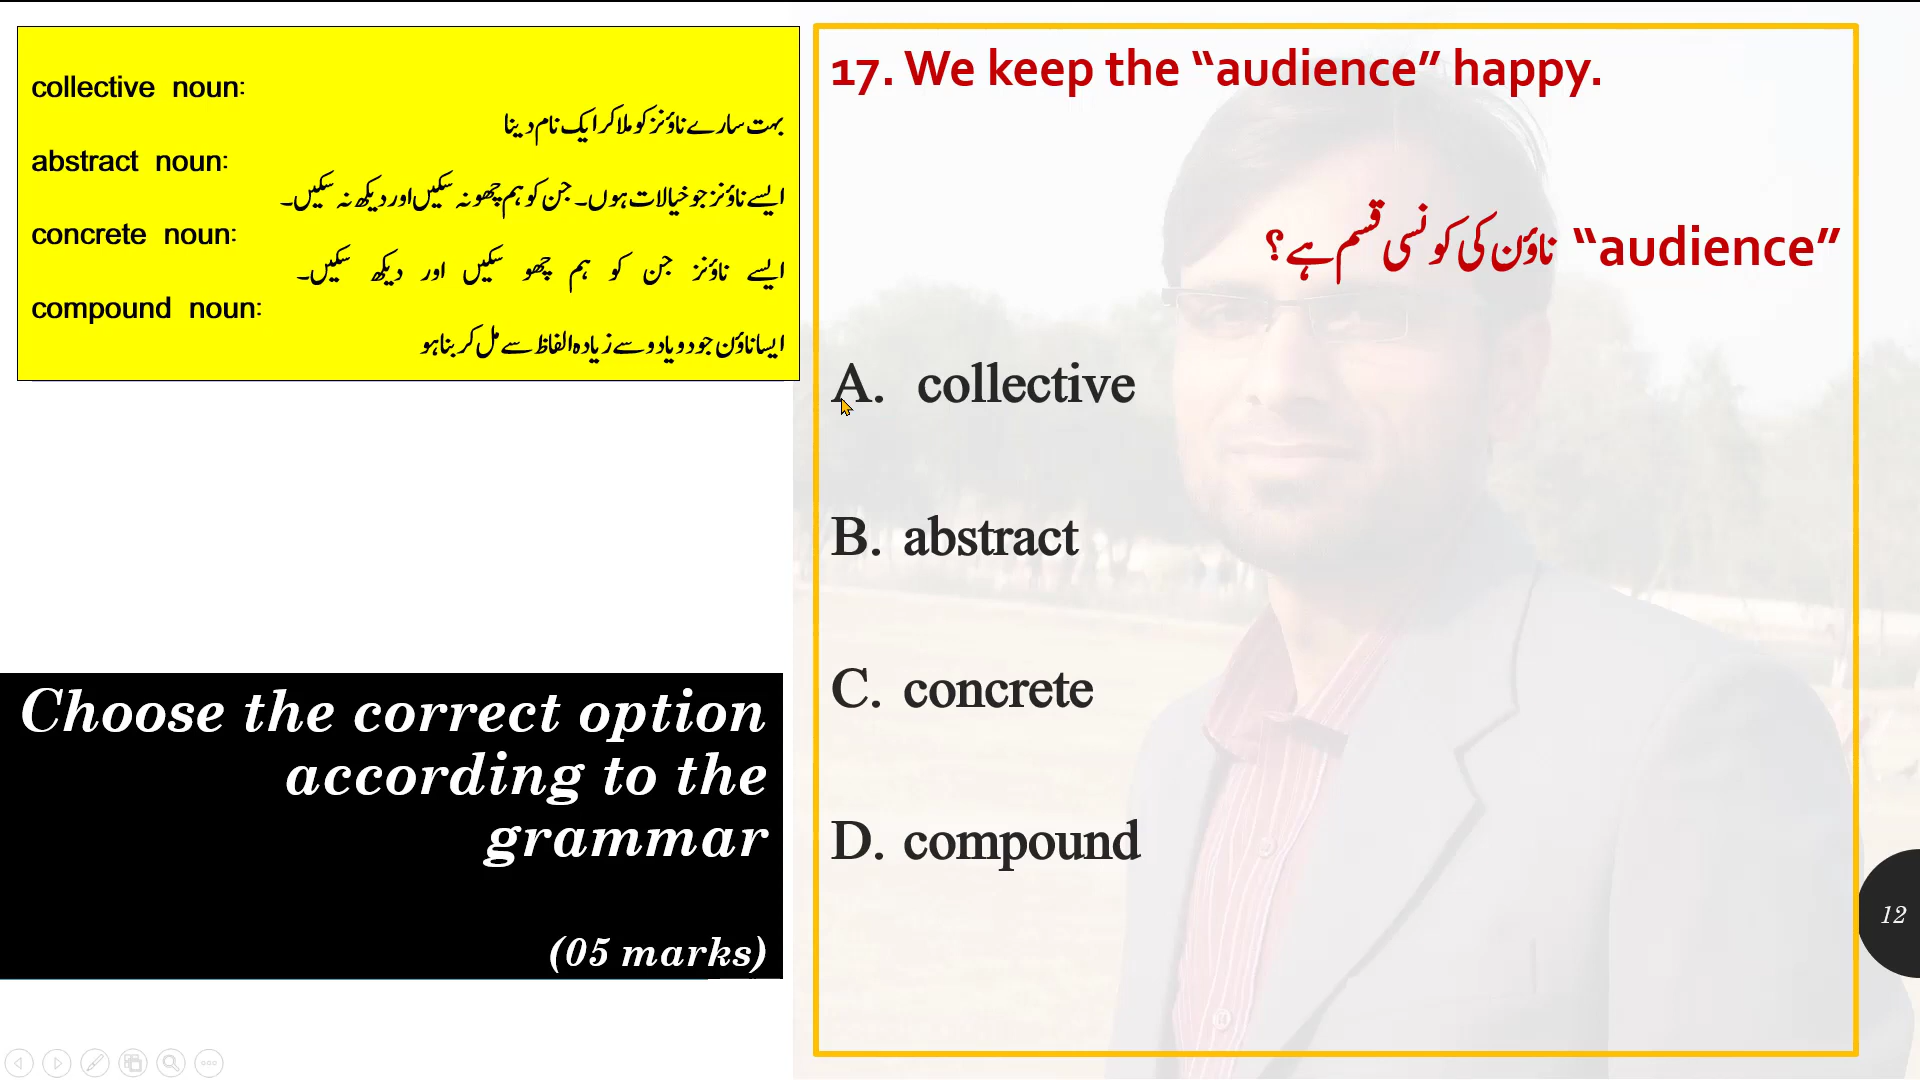 collective noun:
بہت سارے ناؤنز کو ملا کر ایک نام دینا
abstract noun:
ایسے ناؤنز جو خیالات ہوں۔ جن کو ہم چھو نہ سکیں اور دیکھ نہ سکیں۔
concrete noun:
ایسے ناؤنز جن کو ہم چھو سکیں اور دیکھ سکیں۔
compound noun:
ایسا ناؤن جو دو یا دو سے زیادہ الفاظ سے مل کر بنا ہو
Choose the correct option
according to the
grammar
(05 marks)
17. We keep the “audience” happy.
“audience” ناؤن کی کونسی قسم ہے؟
A. collective
B. abstract
C. concrete
D. compound
12